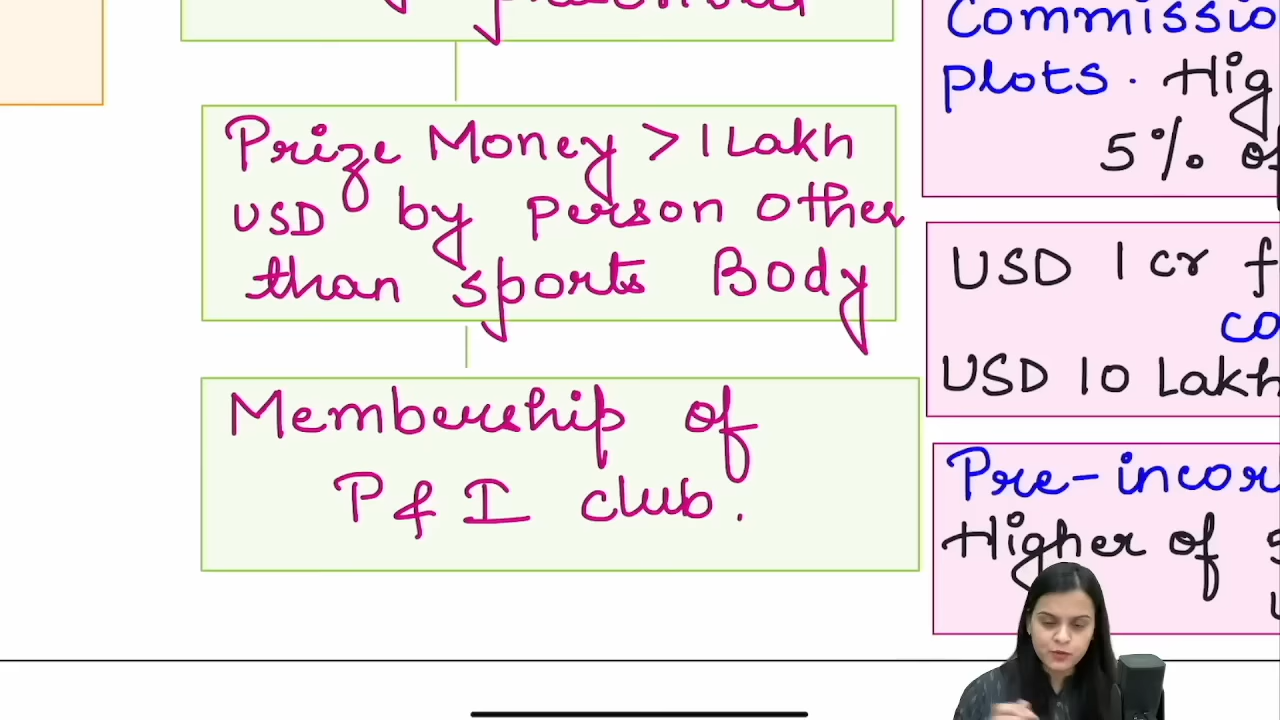 Prize Money > 1 Lakh
USD by person other
than sports Body
Membership of
P & I club.
plots. Hig
5% of
USD 1 cr f
co
USD 10 Lakh
Pre-incor
Higher of